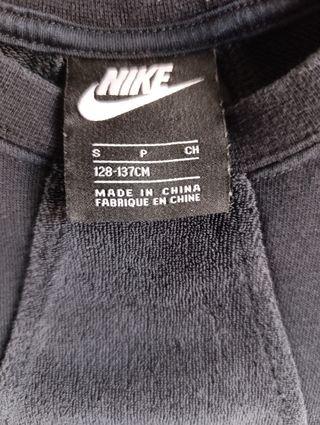 NIKE
S P CH
128-137CM
MADE IN CHINA
FABRIQUE EN CHINE